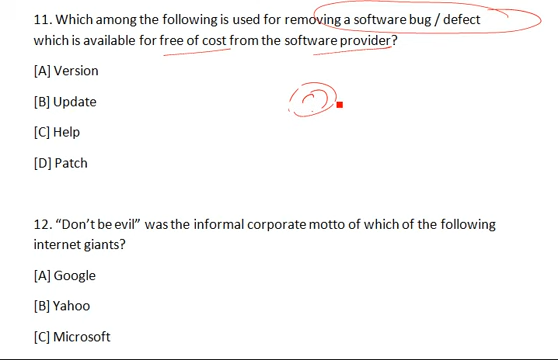 11. Which among the following is used for removing a software bug / defect
which is available for free of cost from the software provider?
[A] Version
[B] Update
[C] Help
[D] Patch
12. “Don’t be evil” was the informal corporate motto of which of the following
internet giants?
[A] Google
[B] Yahoo
[C] Microsoft